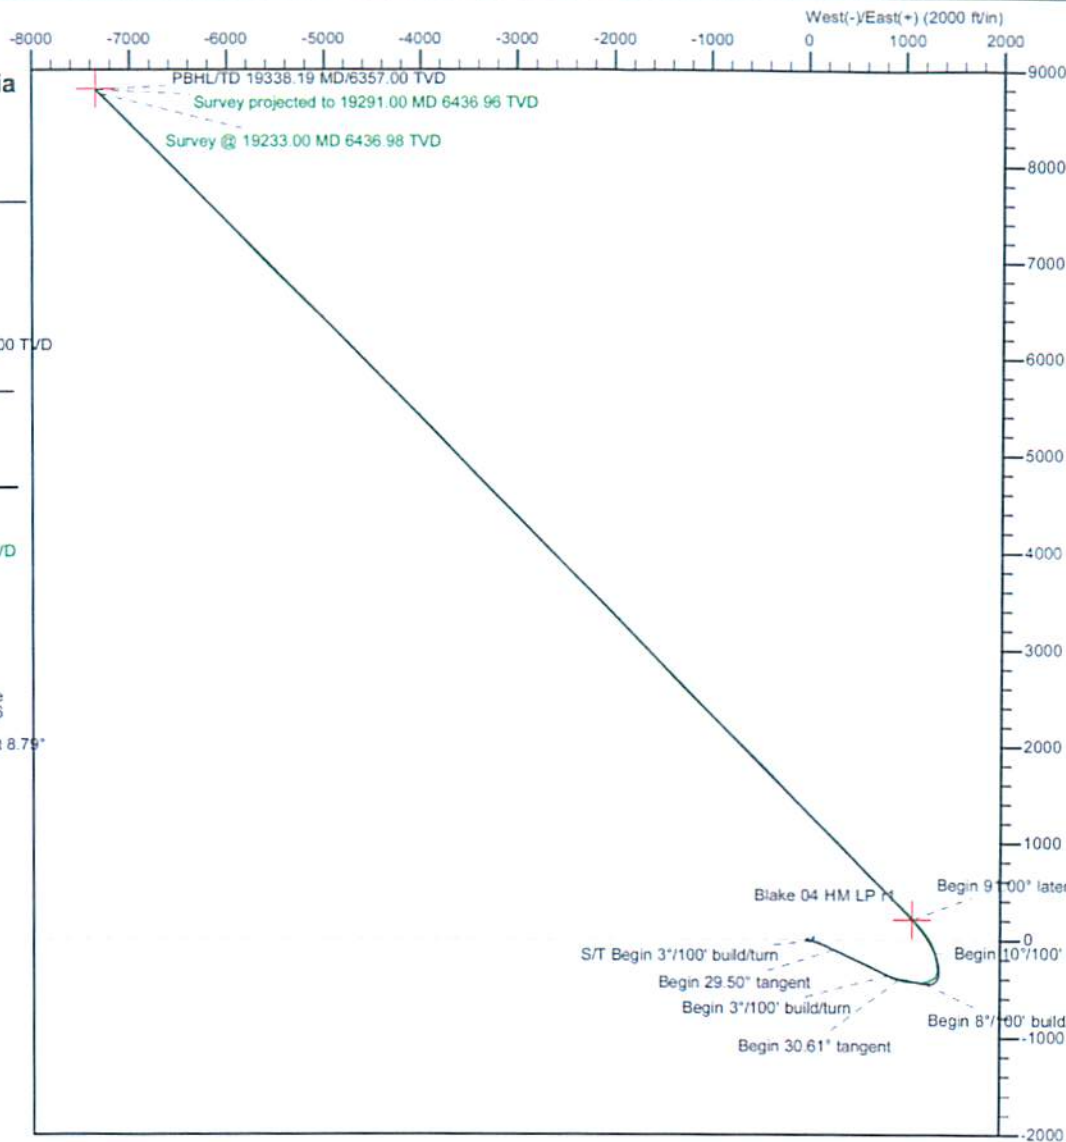 West(-)/East(+) (2000 ft/in)
-8000 -7000 -6000 -5000 -4000 -3000 -2000 -1000 0 1000 2000
ia
PBHL/TD 19338.19 MD/6357.00 TVD
Survey projected to 19291.00 MD 6436.96 TVD
Survey @ 19233.00 MD 6436.98 TVD
9000
8000
7000
6000
00 TVD
5000
/D
4000
3000
8.79°
2000
1000
Begin 91.00° later
Blake 04 HM LP r1
0
S/T Begin 3°/100' build/turn
Begin 10°/100'
Begin 29.50° tangent
Begin 3°/100' build/turn
Begin 8°/100' build
-1000
Begin 30.61° tangent
-2000